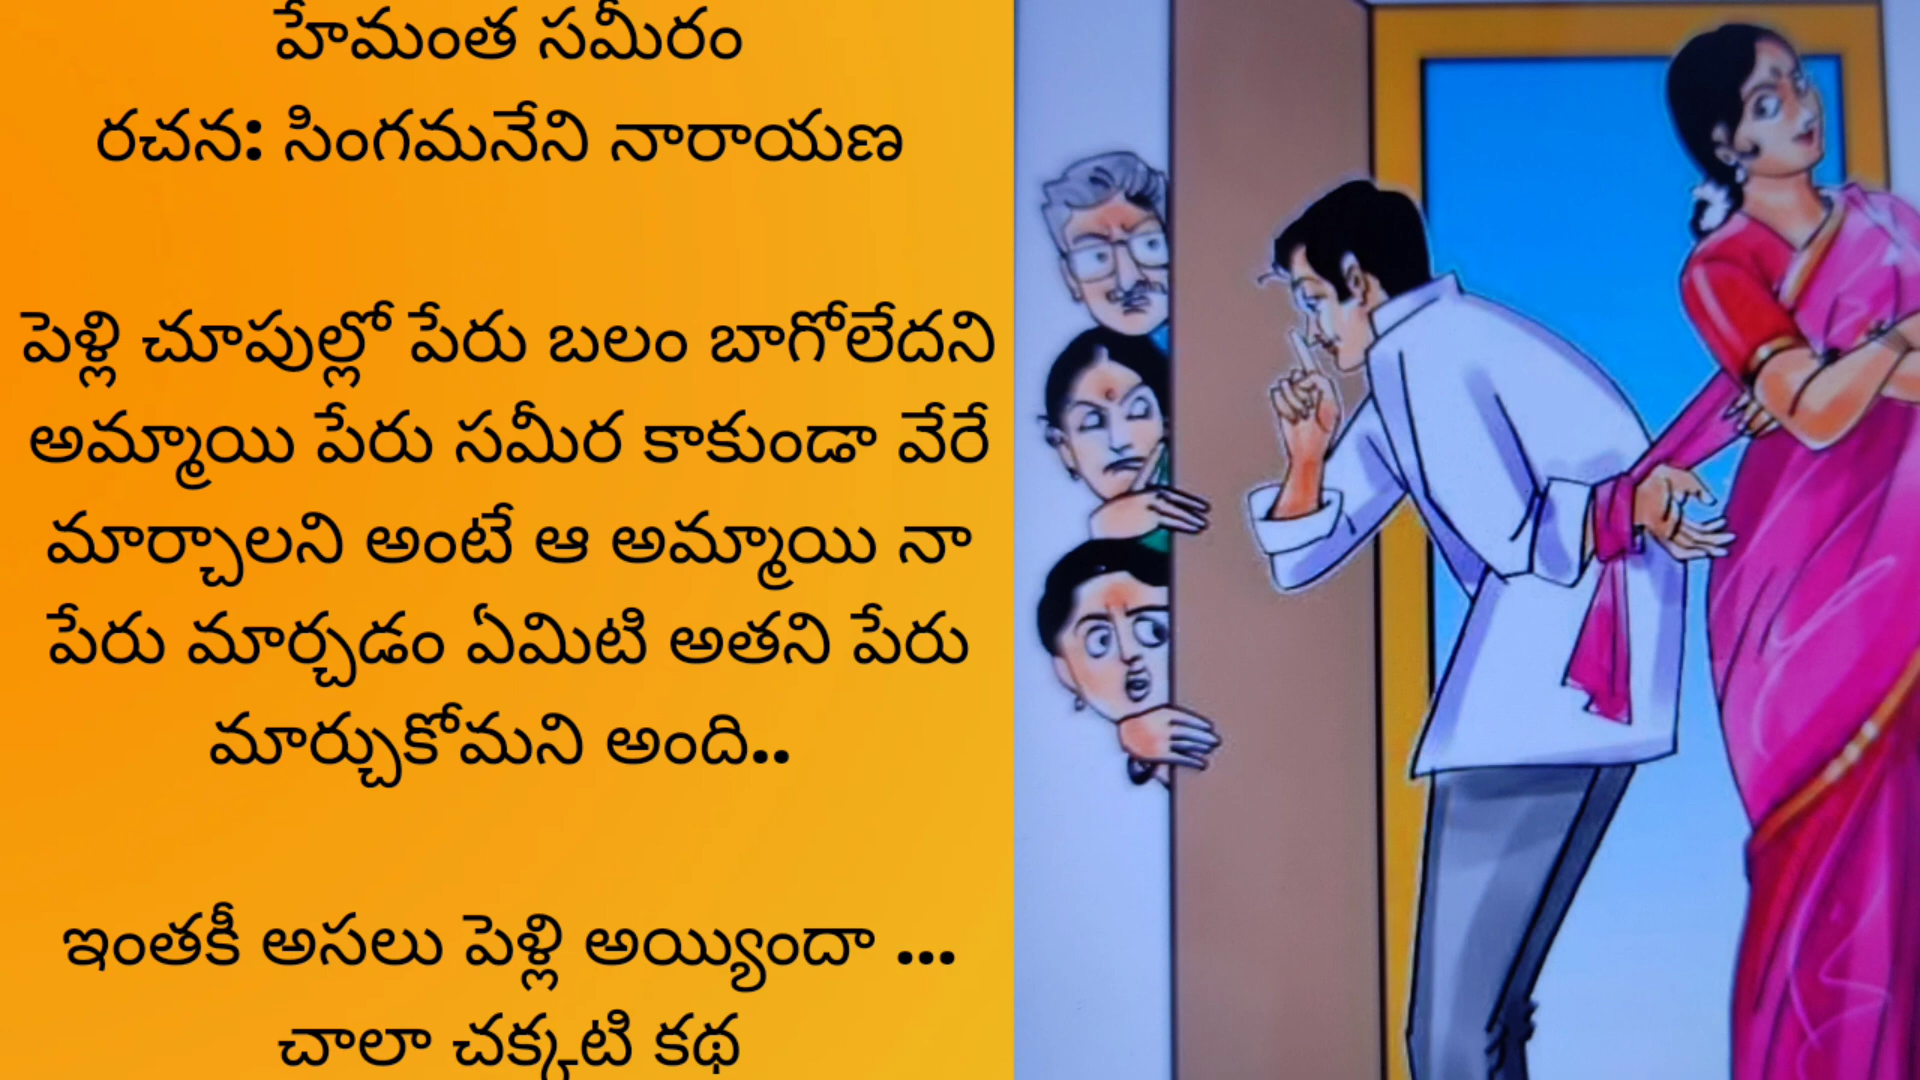 హేమంత సమీరం
రచన: సింగమనేని నారాయణ
పెళ్లి చూపుల్లో పేరు బలం బాగోలేదని
అమ్మాయి పేరు సమీర కాకుండా వేరే
మార్చాలని అంటే ఆ అమ్మాయి నా
పేరు మార్చడం ఏమిటి అతని పేరు
మార్చుకోమని అంది..
ఇంతకీ అసలు పెళ్లి అయ్యిందా ...
చాలా చక్కటి కథ